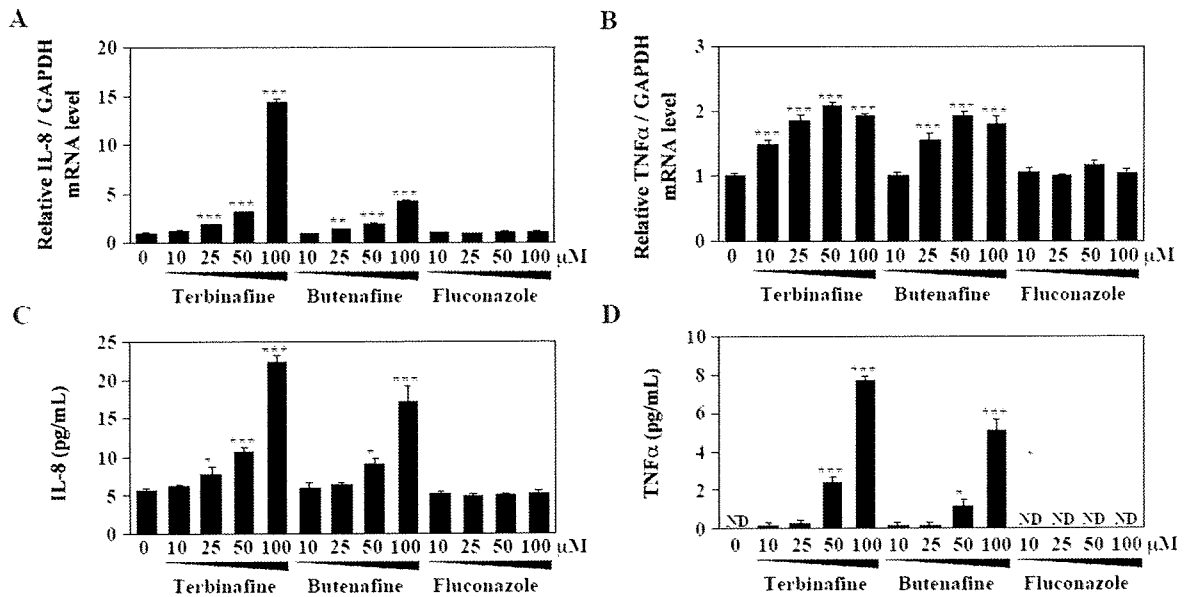 A
Relative IL-8 / GAPDH
mRNA level
20
15
10
5
0
***
***
***
**
***
***
0 10 25 50 100 10 25 50 100 10 25 50 100 μM
Terbinafine Butenafine Fluconazole
B
Relative TNFα / GAPDH
mRNA level
3
2
1
0
***
***
***
***
***
***
***
0 10 25 50 100 10 25 50 100 10 25 50 100 μM
Terbinafine Butenafine Fluconazole
C
IL-8 (pg/mL)
25
20
15
10
5
0
*
***
***
*
***
0 10 25 50 100 10 25 50 100 10 25 50 100 μM
Terbinafine Butenafine Fluconazole
D
TNFα (pg/mL)
10
8
6
4
2
0
ND
***
***
*
***
ND ND ND ND
0 10 25 50 100 10 25 50 100 10 25 50 100 μM
Terbinafine Butenafine Fluconazole